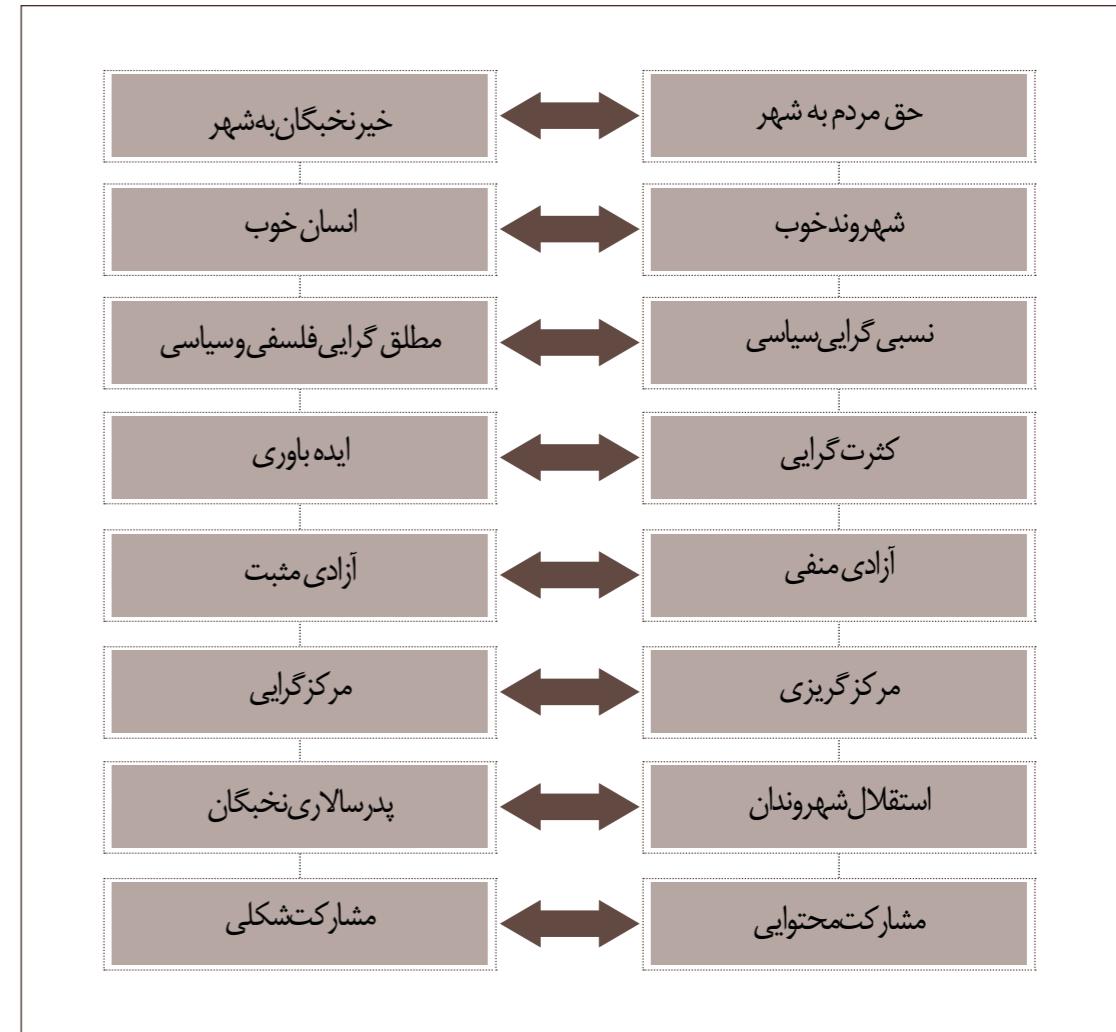 حق مردم به شهر
خیر نخبگان به شهر
شهروند خوب
انسان خوب
نسبی گرایی سیاسی
مطلق گرایی فلسفی و سیاسی
کثرت گرایی
ایده باوری
آزادی منفی
آزادی مثبت
مرکز گریزی
مرکزگرایی
استقلال شهروندان
پدرسالاری نخبگان
مشارکت محتوایی
مشارکت شکلی